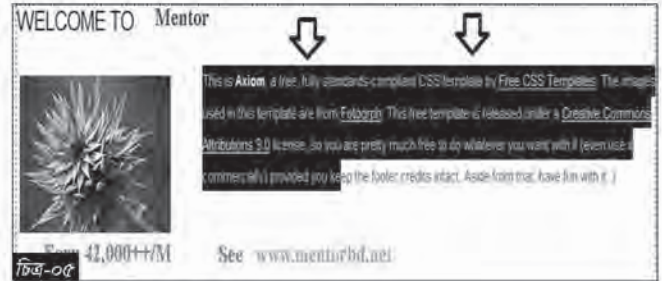 WELCOME TO Mentor
This is Axiom, a free, fully standards-compliant CSS template by Free CSS Templates. The images
used in this template are from Fotogrph. This free template is released under a Creative Commons
Attributions 3.0 license, so you are pretty much free to do whatever you want with it (even use it
commercially) provided you keep the footer credits intact. Aside from that, have fun with it :)
42,000++/M See www.mentorbd.net
চিত্র-০৫